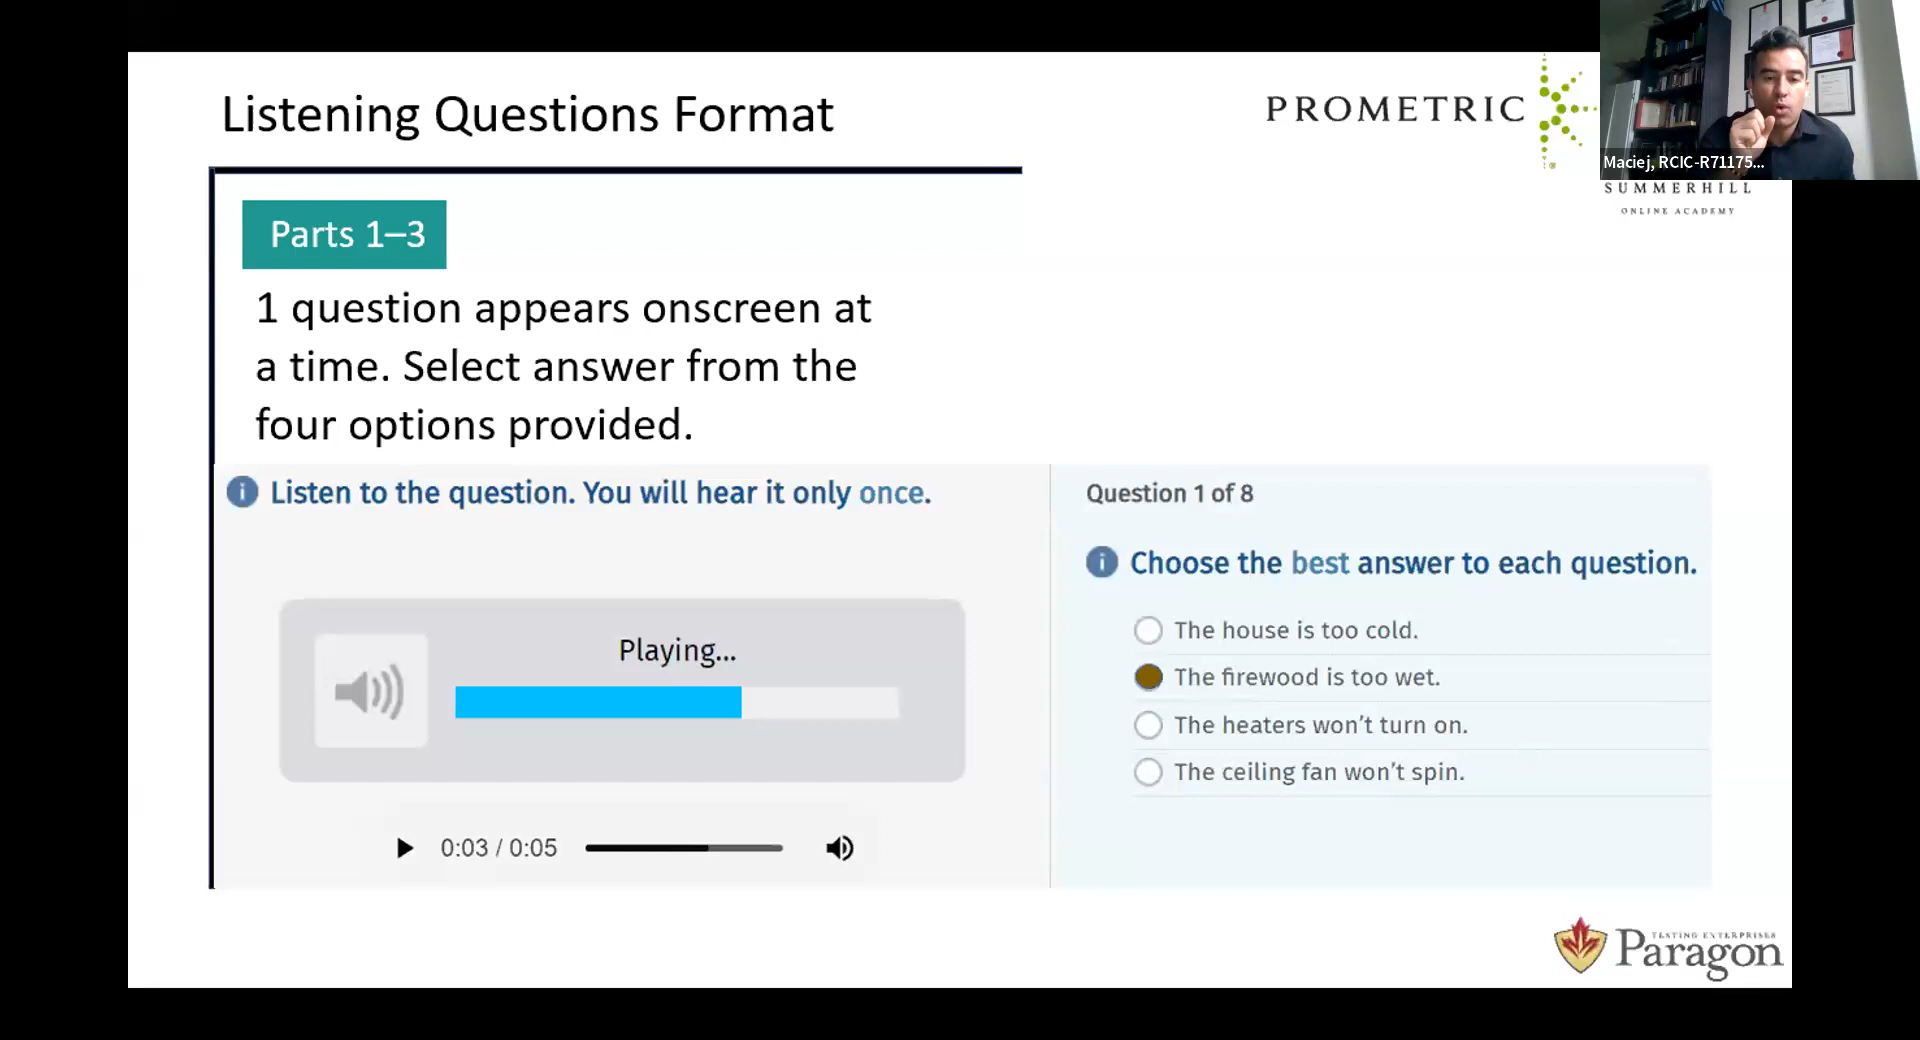 Listening Questions Format
PROMETRIC
Maciej, RCIC-R71175...
SUMMERHILL
ONLINE ACADEMY
Parts 1–3
1 question appears onscreen at
a time. Select answer from the
four options provided.
Listen to the question. You will hear it only once.
Playing...
0:03 / 0:05
Question 1 of 8
Choose the best answer to each question.
The house is too cold.
The firewood is too wet.
The heaters won’t turn on.
The ceiling fan won’t spin.
TESTING ENTERPRISES
Paragon